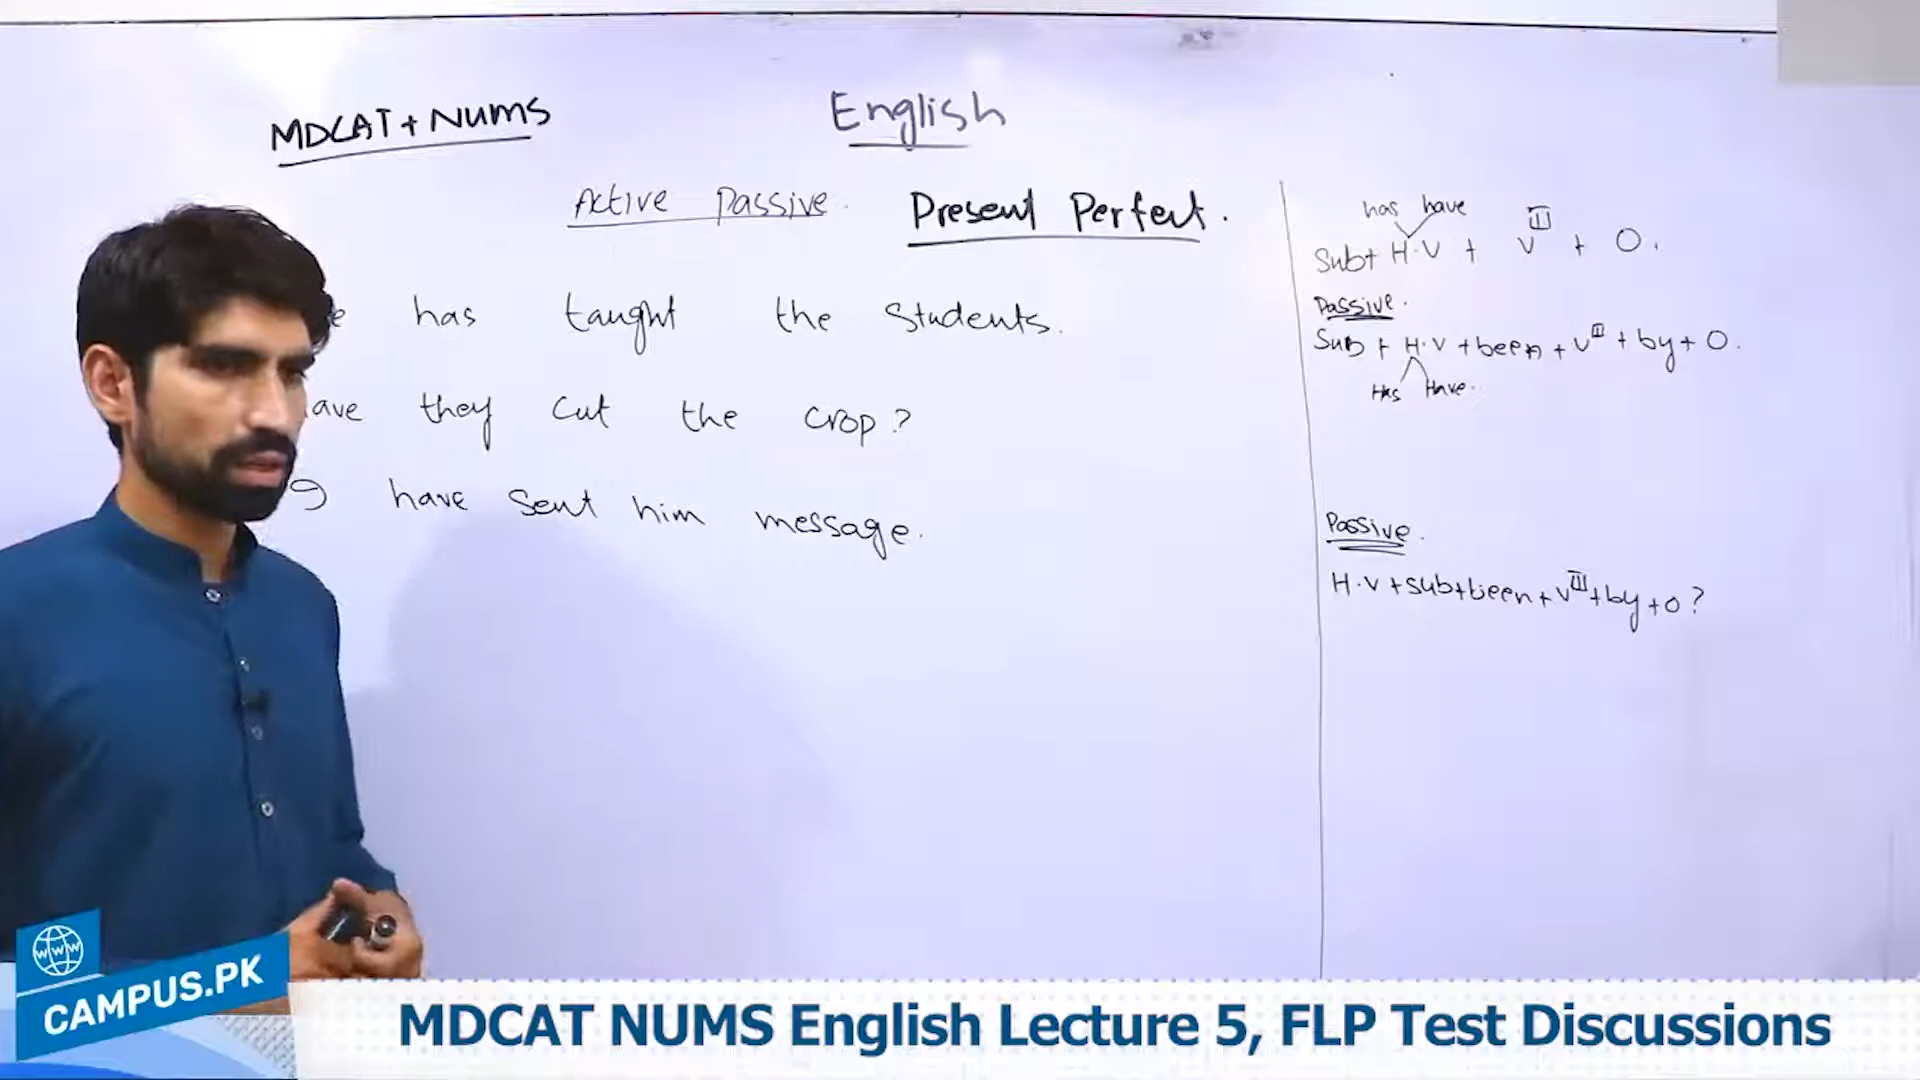 MDCAT + NUMS
English
Active Passive. Present Perfect.
e has taught the students.
ave they cut the crop?
I have sent him message.
has have
Sub + H.V + V III + O.
Passive.
Sub + H.V + been + V III + by + O.
Has Have.
Passive.
H.V + sub + been + V III + by + O?
WWW
CAMPUS.PK
MDCAT NUMS English Lecture 5, FLP Test Discussions